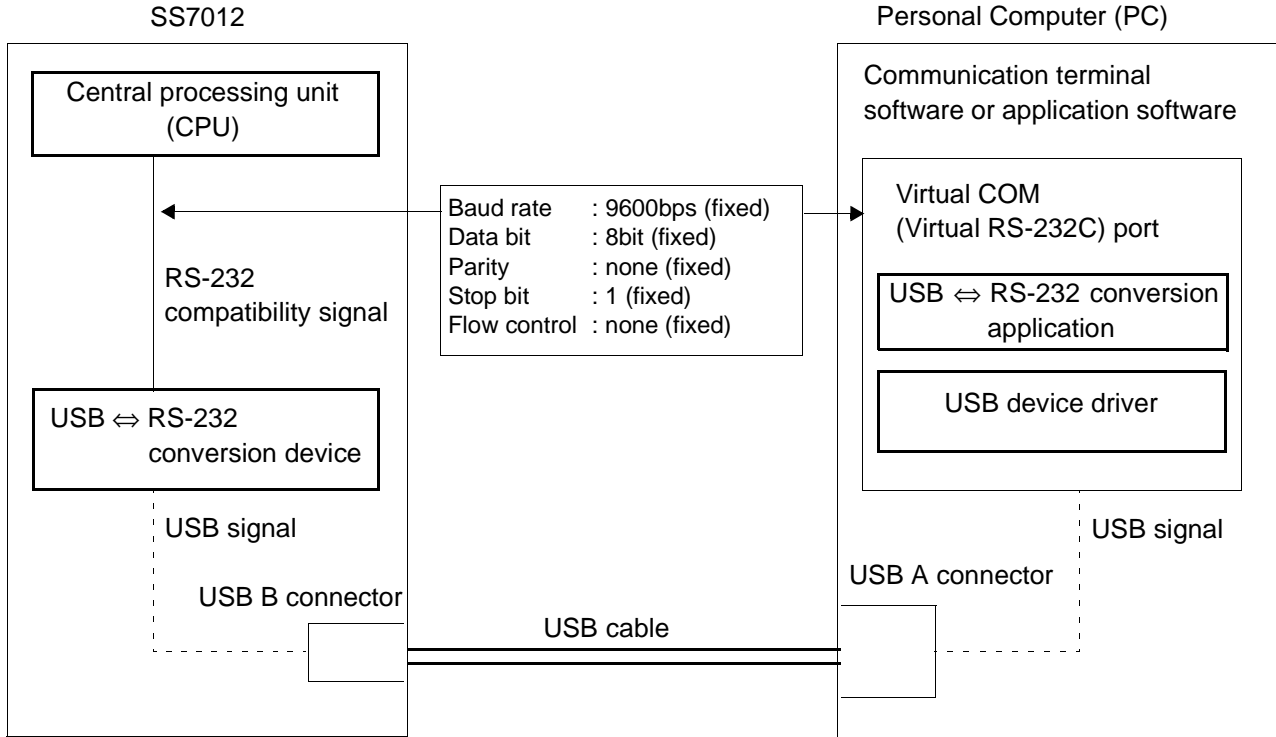 SS7012
Personal Computer (PC)
Central processing unit
(CPU)
Communication terminal
software or application software
Baud rate : 9600bps (fixed)
Data bit : 8bit (fixed)
Parity : none (fixed)
Stop bit : 1 (fixed)
Flow control : none (fixed)
Virtual COM
(Virtual RS-232C) port
RS-232
compatibility signal
USB ⇔ RS-232 conversion
application
USB device driver
USB ⇔ RS-232
conversion device
USB signal
USB signal
USB B connector
USB A connector
USB cable